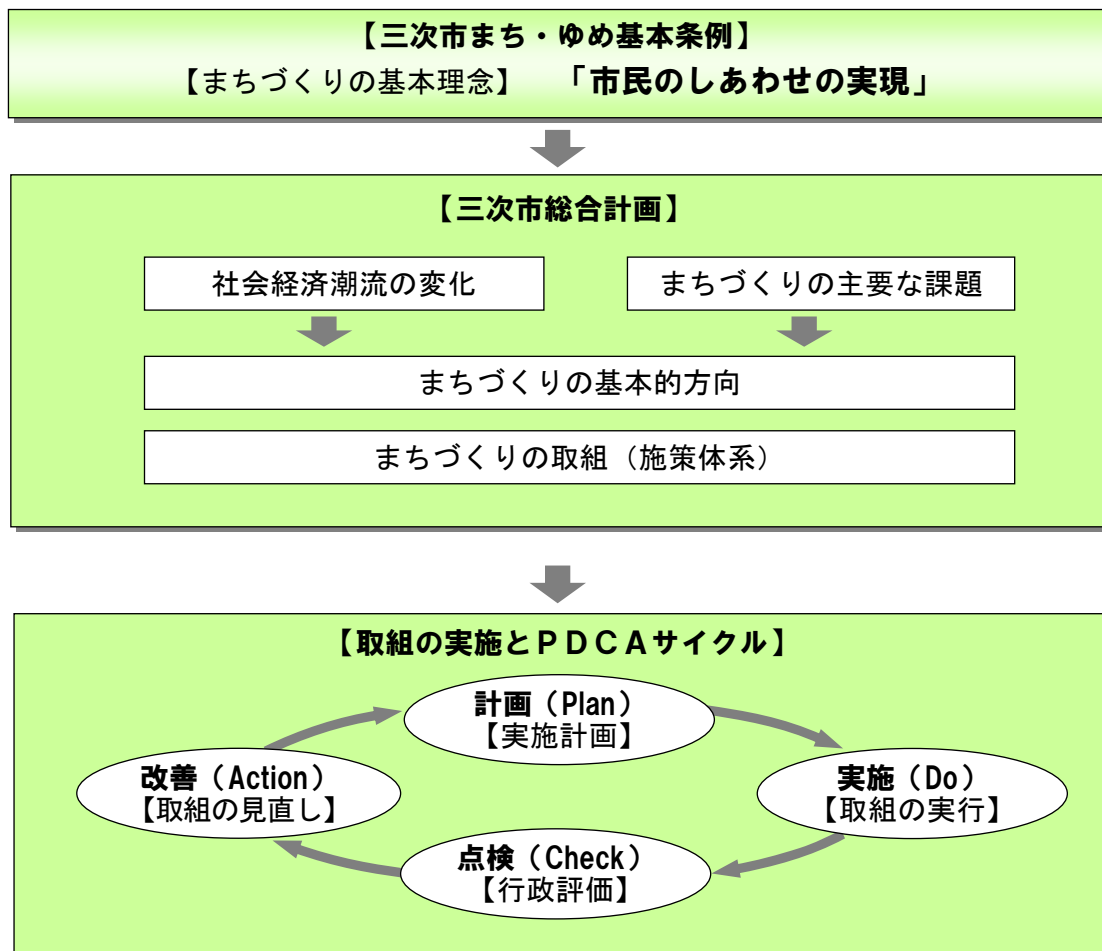 【三次市まち・ゆめ基本条例】
【まちづくりの基本理念】　「市民のしあわせの実現」
【三次市総合計画】
社会経済潮流の変化
まちづくりの主要な課題
まちづくりの基本的方向
まちづくりの取組（施策体系）
【取組の実施とＰＤＣＡサイクル】
計画（Plan）
【実施計画】
改善（Action）
【取組の見直し】
実施（Do）
【取組の実行】
点検（Check）
【行政評価】